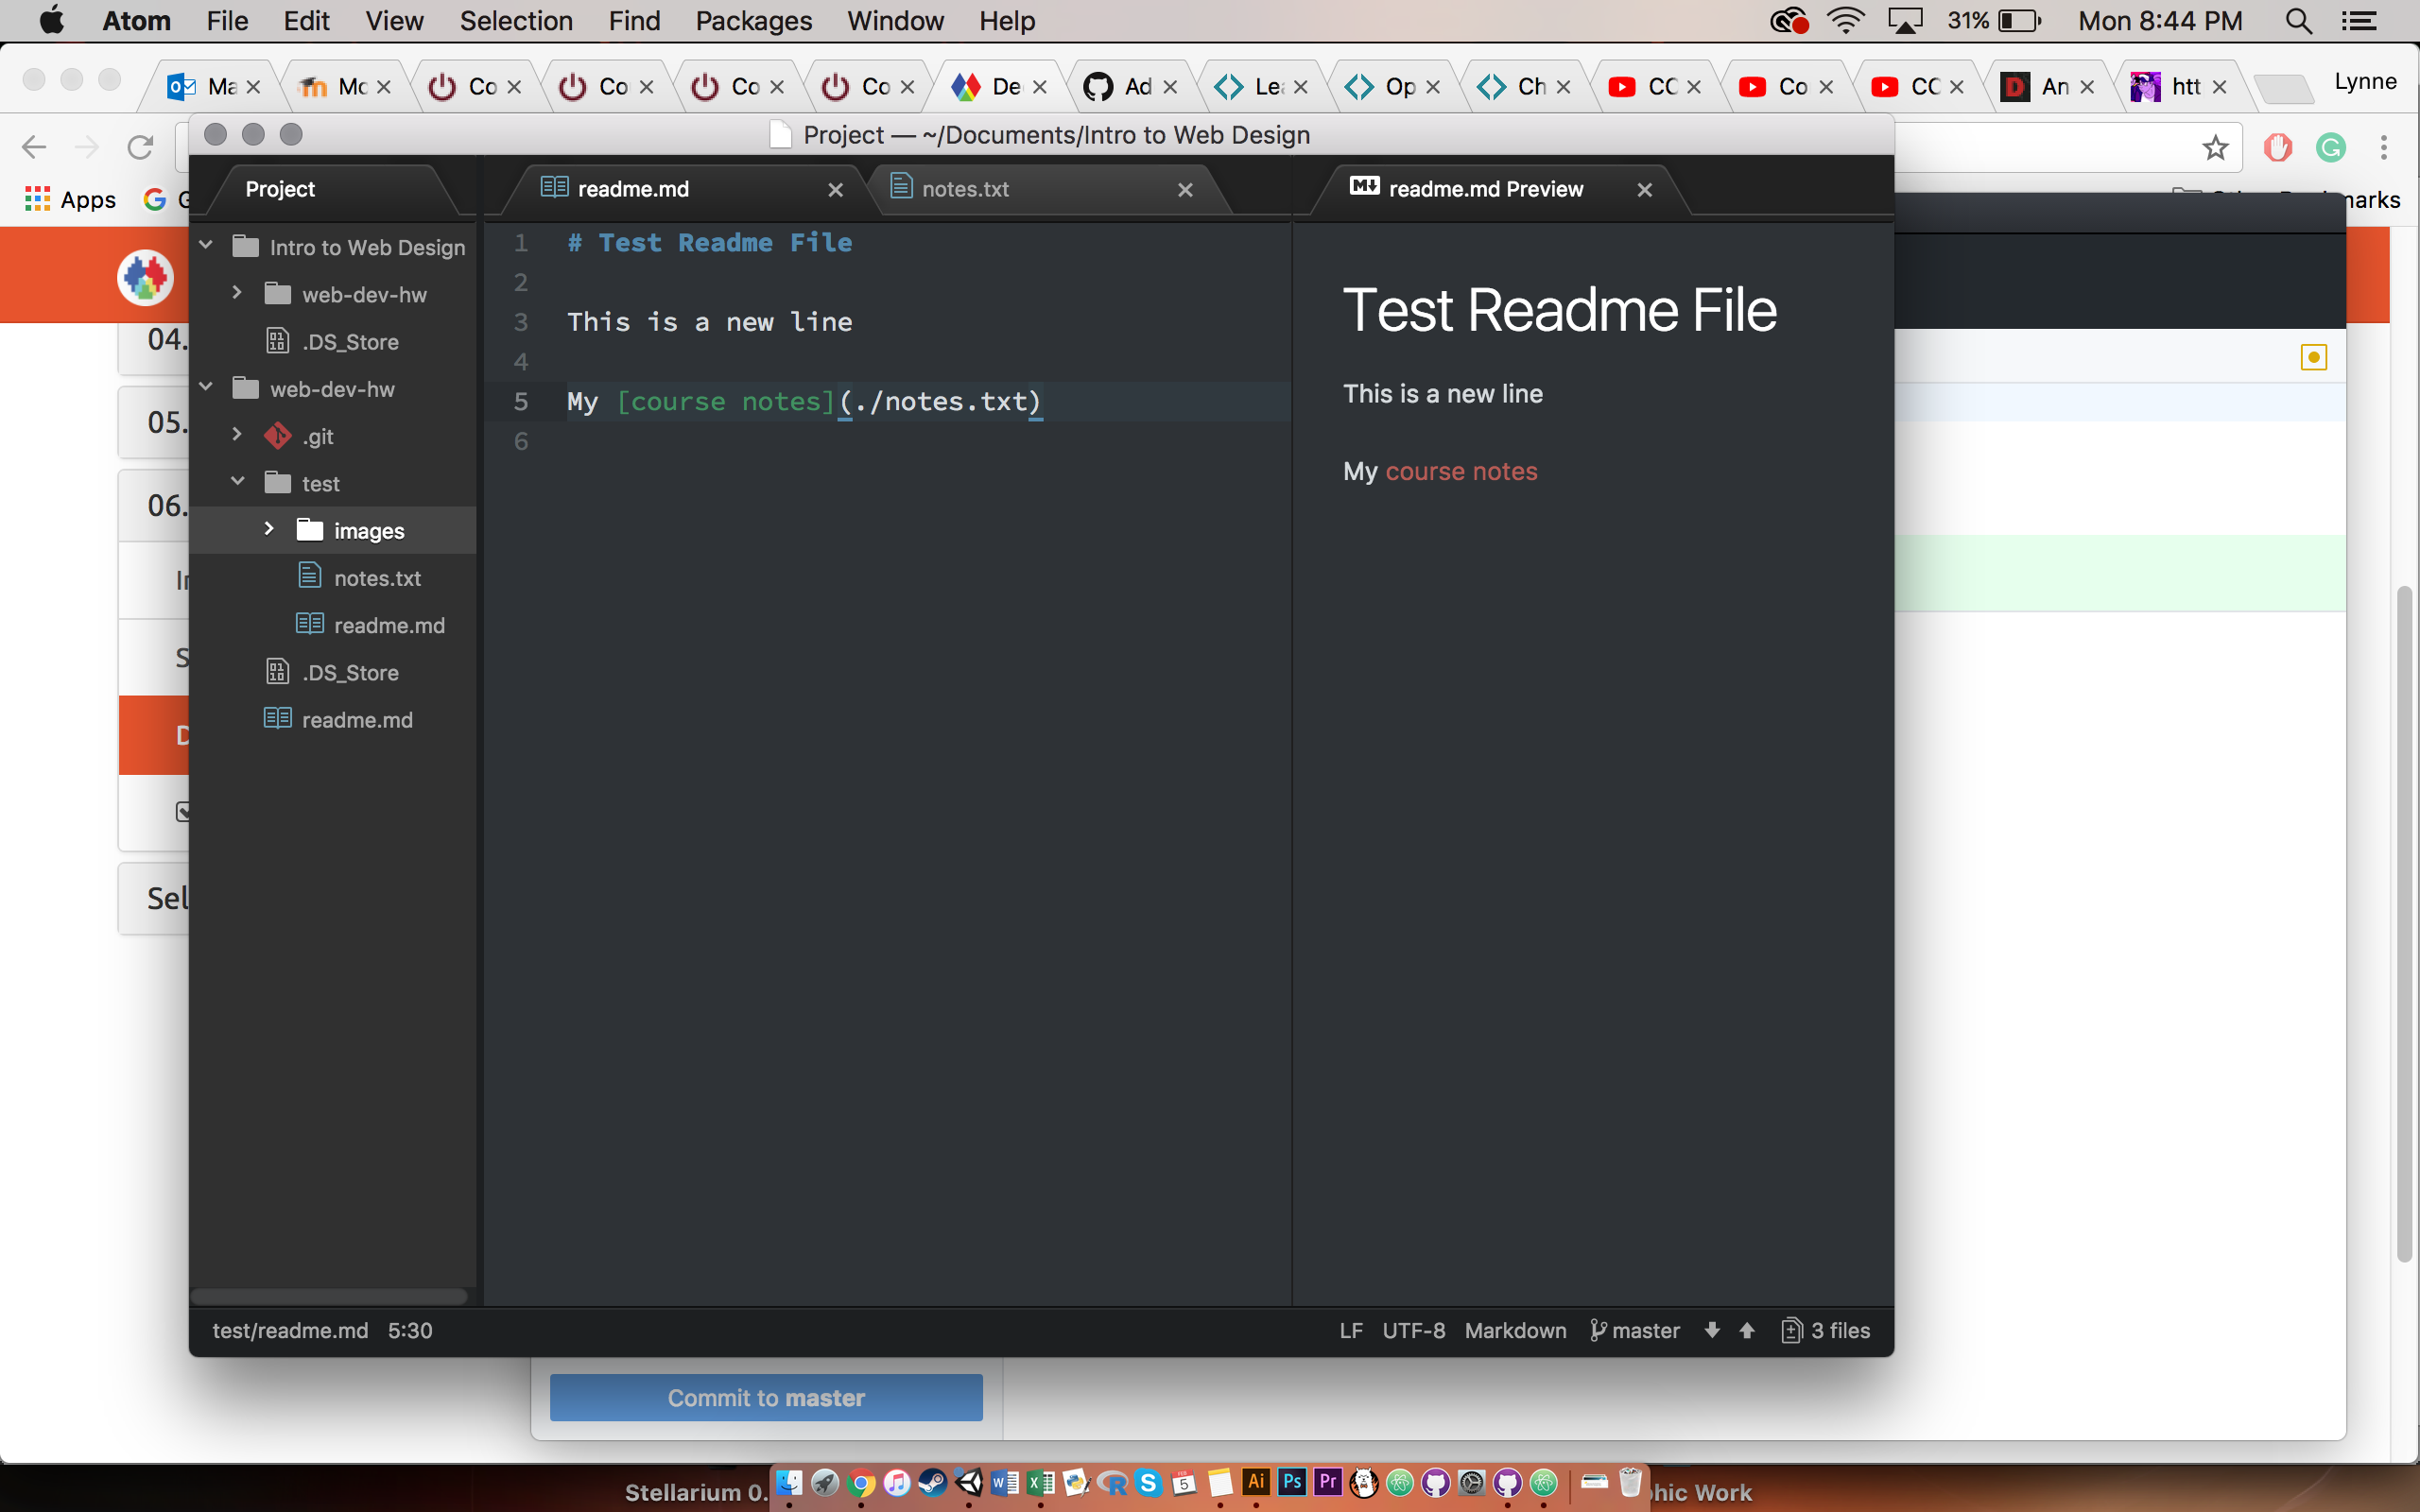 Atom File Edit View Selection Find Packages Window Help 31% Mon 8:44 PM
Ma Mo Co Co Co Co De Ad Lea Op Ch CC Co CC An htt Lynne
Project — ~/Documents/Intro to Web Design
Apps G
Project readme.md notes.txt readme.md Preview
Intro to Web Design
web-dev-hw
.DS_Store
web-dev-hw
.git
test
images
notes.txt
readme.md
.DS_Store
readme.md
1 # Test Readme File
2
3 This is a new line
4
5 My [course notes](./notes.txt)
6
Test Readme File
This is a new line
My course notes
04.
05.
06.
S
D
Sel
test/readme.md 5:30 LF UTF-8 Markdown master 3 files
Commit to master
Stellarium 0. phic Work